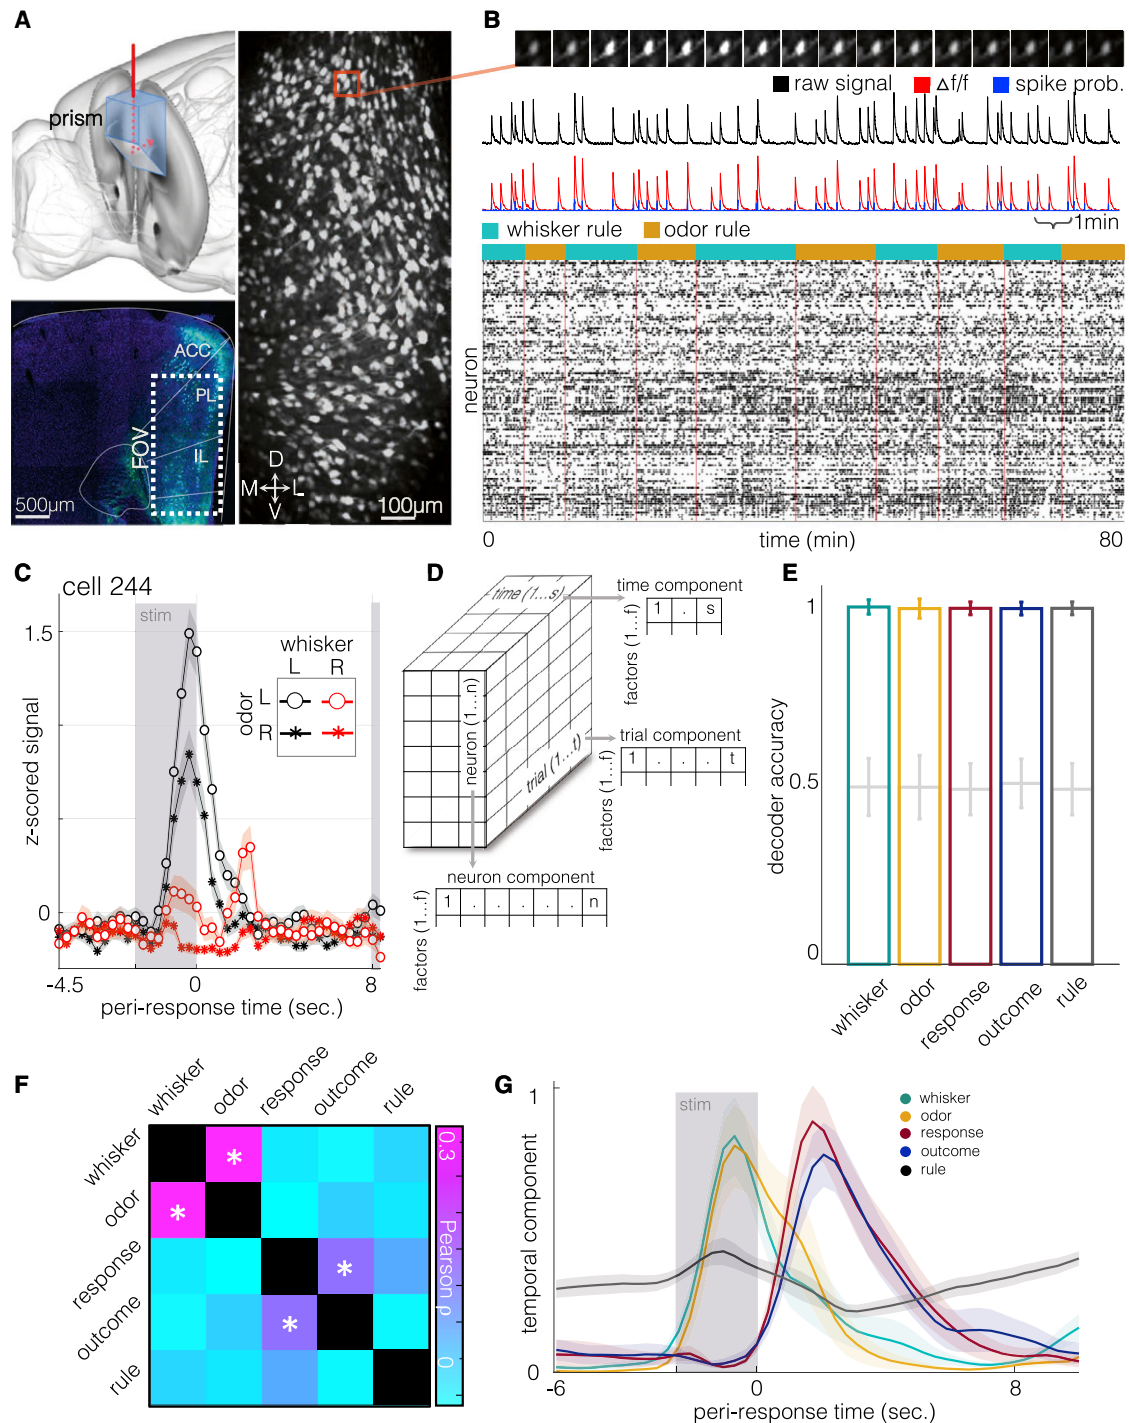 A
prism
ACC
PL
IL
FOV
500µm
D
M L
V
100µm
B
raw signal Δf/f spike prob.
1min
whisker rule odor rule
neuron
0 time (min) 80
C
cell 244
stim
whisker
L R
odor
L
R
1.5
0
z-scored signal
-4.5 0 8
peri-response time (sec.)
D
time (1...s)
neuron (1...n)
trial (1...t)
time component
factors (1...f)
1 . s
trial component
factors (1...f)
1 . . . t
neuron component
factors (1...f)
1 . . . . . n
E
decoder accuracy
1
0.5
0
whisker
odor
response
outcome
rule
F
whisker
odor
response
outcome
rule
whisker
odor
response
outcome
rule
* *
* *
0.3
Pearson ρ
0
G
1
stim
whisker
odor
response
outcome
rule
temporal component
0
-6 0 8
peri-response time (sec.)